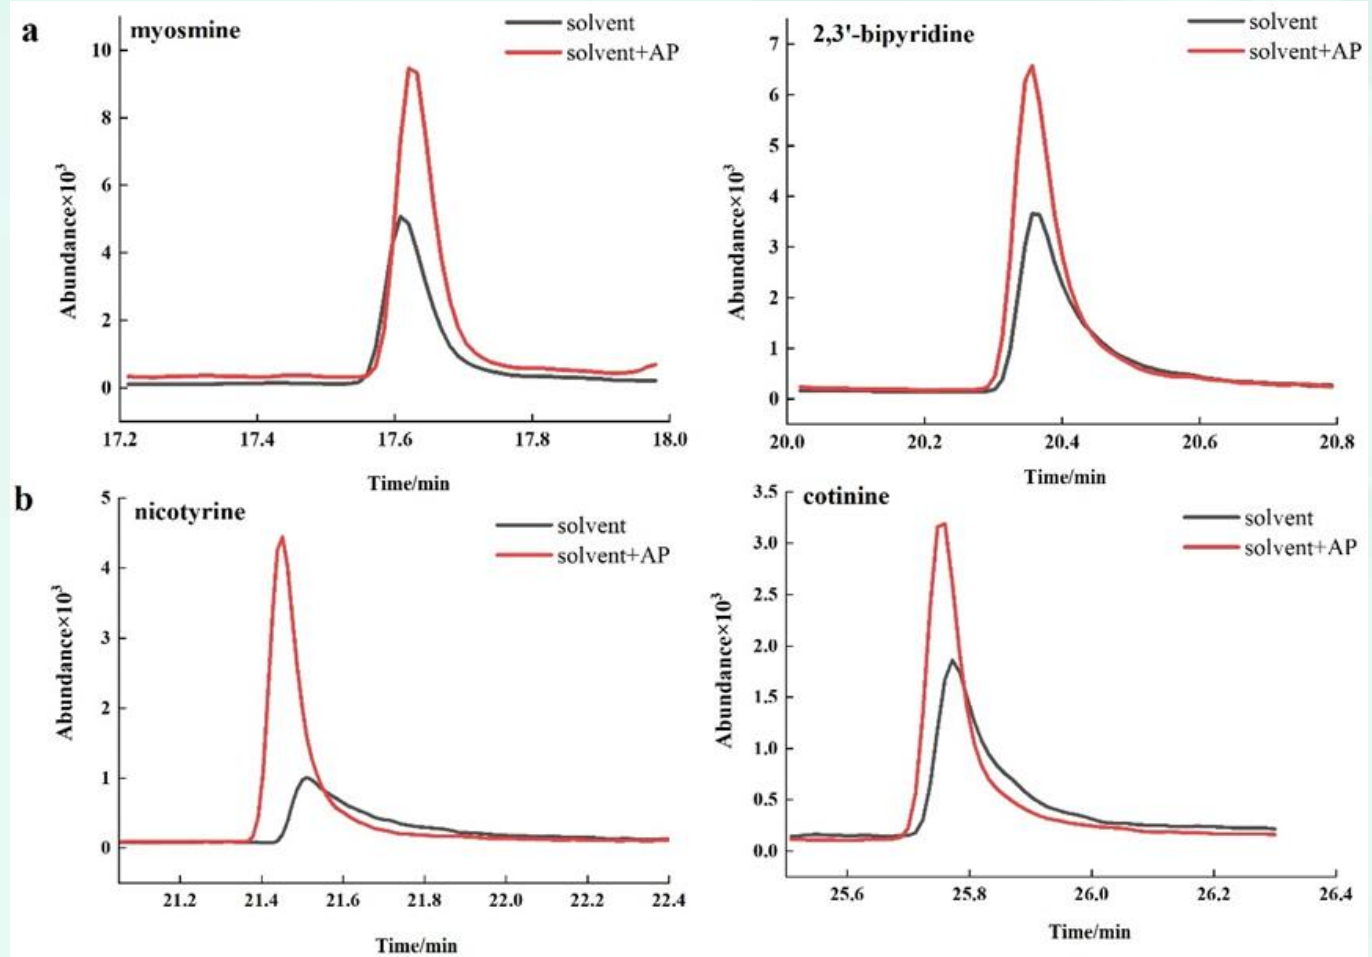 a
myosmine
solvent
solvent+AP
10
8
6
4
2
0
Abundance×10³
17.2 17.4 17.6 17.8 18.0
Time/min
2,3'-bipyridine
solvent
solvent+AP
7
6
5
4
3
2
1
0
Abundance×10³
20.0 20.2 20.4 20.6 20.8
Time/min
b
nicotyrine
solvent
solvent+AP
5
4
3
2
1
0
Abundance×10³
21.2 21.4 21.6 21.8 22.0 22.2 22.4
Time/min
cotinine
solvent
solvent+AP
3.5
3.0
2.5
2.0
1.5
1.0
0.5
0.0
Abundance×10³
25.6 25.8 26.0 26.2 26.4
Time/min